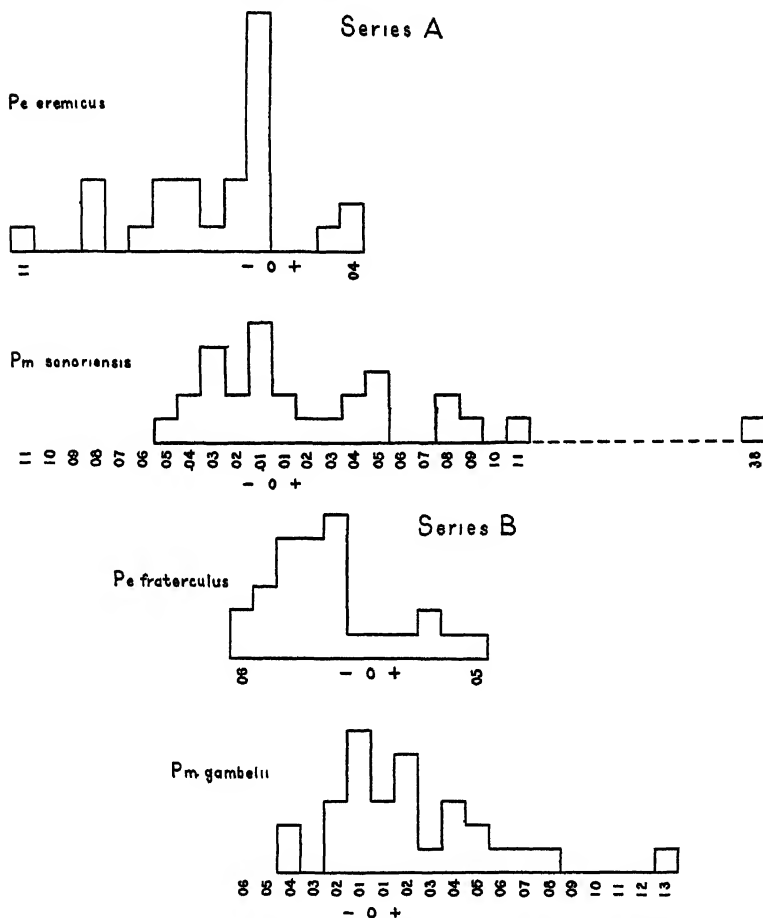 Series A
Pe eremicus
11 - 0 + 04
Pm sonoriensis
11 10 09 08 07 06 05 04 03 02 01 01 02 03 04 05 06 07 08 09 10 11 38
- 0 +
Series B
Pe fraterculus
06 - 0 + 05
Pm gambelii
06 05 04 03 02 01 01 02 03 04 05 06 07 08 09 10 11 12 13
- 0 +